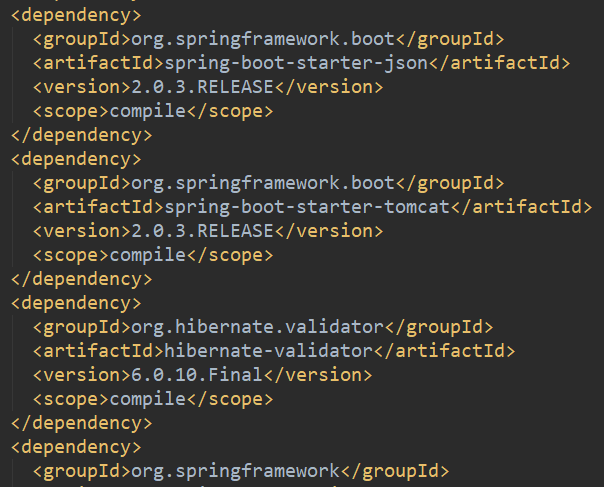 <dependency>
<groupId>org.springframework.boot</groupId>
<artifactId>spring-boot-starter-json</artifactId>
<version>2.0.3.RELEASE</version>
<scope>compile</scope>
</dependency>
<dependency>
<groupId>org.springframework.boot</groupId>
<artifactId>spring-boot-starter-tomcat</artifactId>
<version>2.0.3.RELEASE</version>
<scope>compile</scope>
</dependency>
<dependency>
<groupId>org.hibernate.validator</groupId>
<artifactId>hibernate-validator</artifactId>
<version>6.0.10.Final</version>
<scope>compile</scope>
</dependency>
<dependency>
<groupId>org.springframework</groupId>